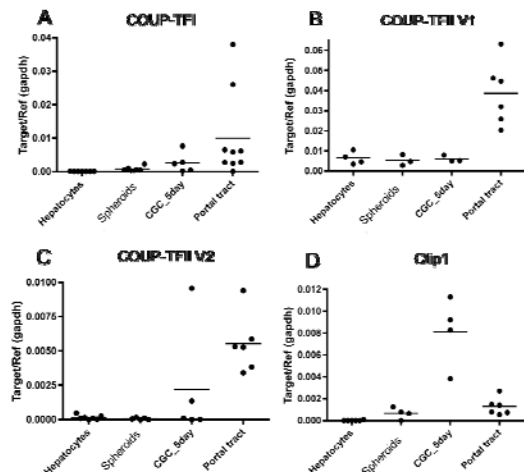 A
COUP-TFI
Target/Ref (gapdh)
0.04
0.03
0.02
0.01
0.00
Hepatocytes
Spheroids
CGC_5day
Portal tract
B
COUP-TFII V1
Target/Ref (gapdh)
0.06
0.05
0.04
0.03
0.02
0.01
0.00
Hepatocytes
Spheroids
CGC_5day
Portal tract
C
COUP-TFII V2
Target/Ref (gapdh)
0.0100
0.0075
0.0050
0.0025
0.0000
Hepatocytes
Spheroids
CGC_5day
Portal tract
D
Ctip1
Target/Ref (gapdh)
0.012
0.010
0.008
0.006
0.004
0.002
0.000
Hepatocytes
Spheroids
CGC_5day
Portal tract